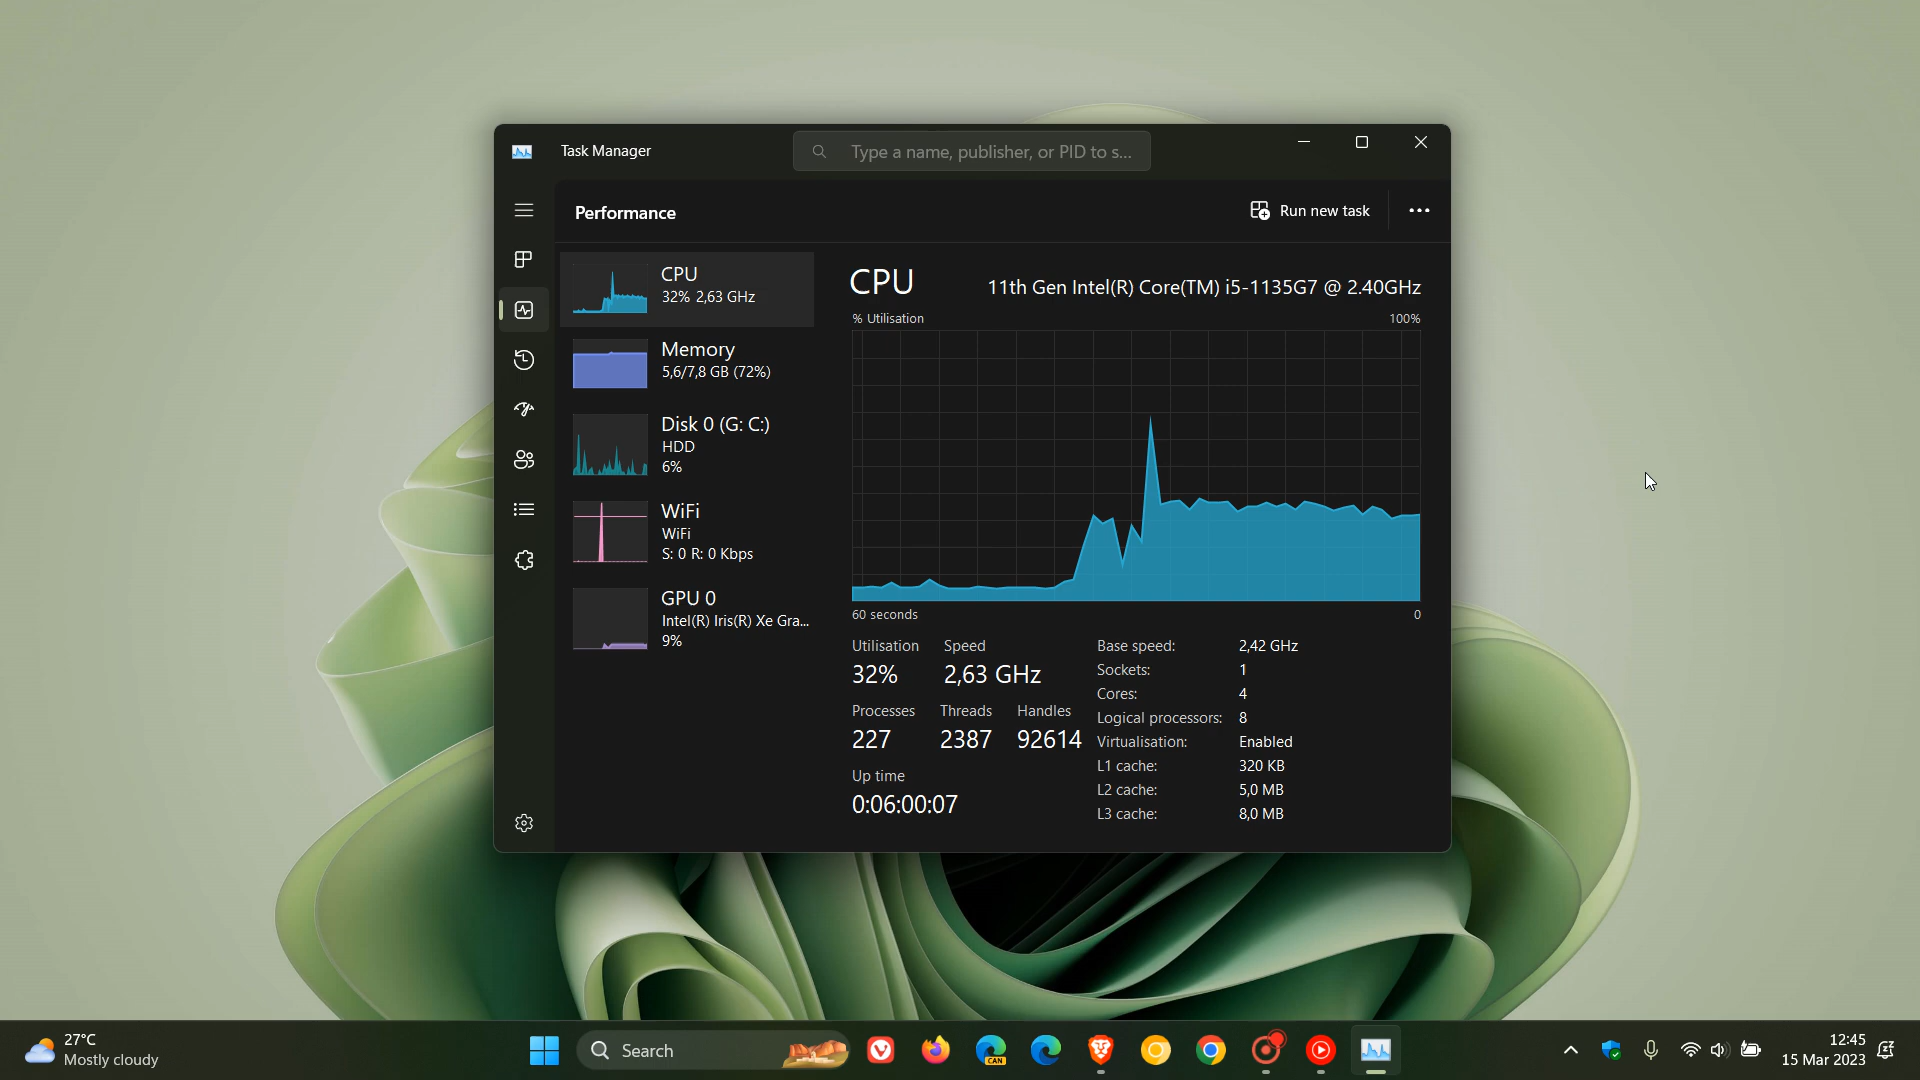 Task Manager
Type a name, publisher, or PID to s...
Performance
Run new task
CPU
32% 2,63 GHz
Memory
5,6/7,8 GB (72%)
Disk 0 (G: C:)
HDD
6%
WiFi
WiFi
S: 0 R: 0 Kbps
GPU 0
Intel(R) Iris(R) Xe Gra...
9%
CPU
11th Gen Intel(R) Core(TM) i5-1135G7 @ 2.40GHz
% Utilisation 100%
60 seconds 0
Utilisation Speed
32% 2,63 GHz
Processes Threads Handles
227 2387 92614
Up time
0:06:00:07
Base speed: 2,42 GHz
Sockets: 1
Cores: 4
Logical processors: 8
Virtualisation: Enabled
L1 cache: 320 KB
L2 cache: 5,0 MB
L3 cache: 8,0 MB
27°C
Mostly cloudy
Search
CAN
12:45
15 Mar 2023